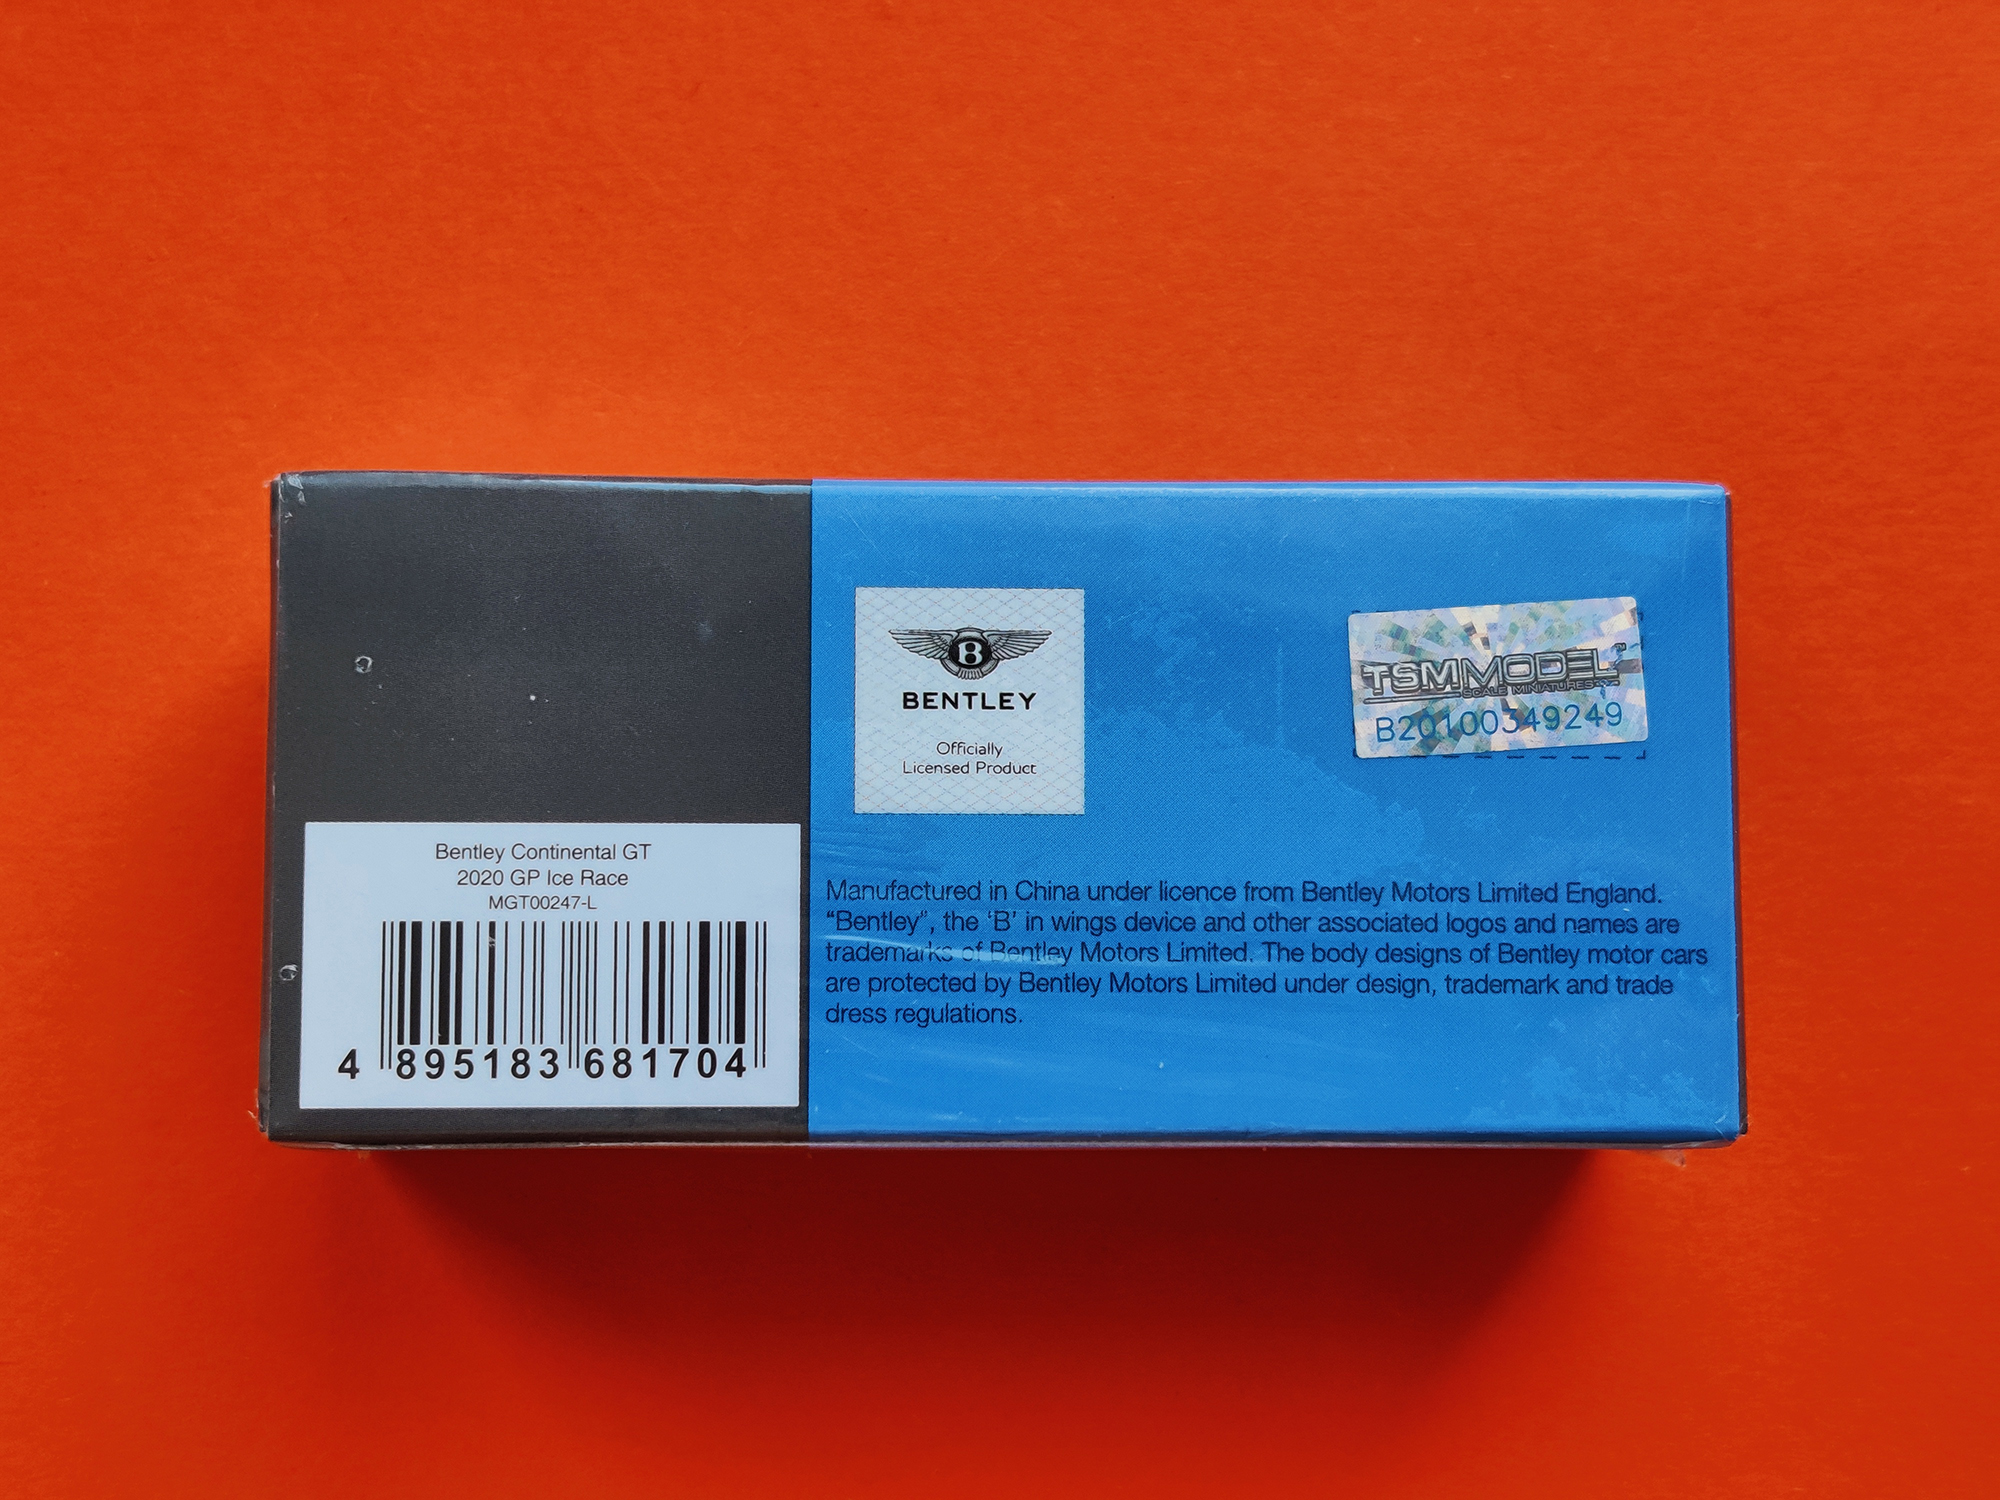 B
BENTLEY
Officially
Licensed Product
TSM MODEL™
SCALE MINIATURES
B20100349249
Bentley Continental GT
2020 GP Ice Race
MGT00247-L
4 895183 681704
Manufactured in China under licence from Bentley Motors Limited England.
“Bentley”, the ‘B’ in wings device and other associated logos and names are
trademarks of Bentley Motors Limited. The body designs of Bentley motor cars
are protected by Bentley Motors Limited under design, trademark and trade
dress regulations.